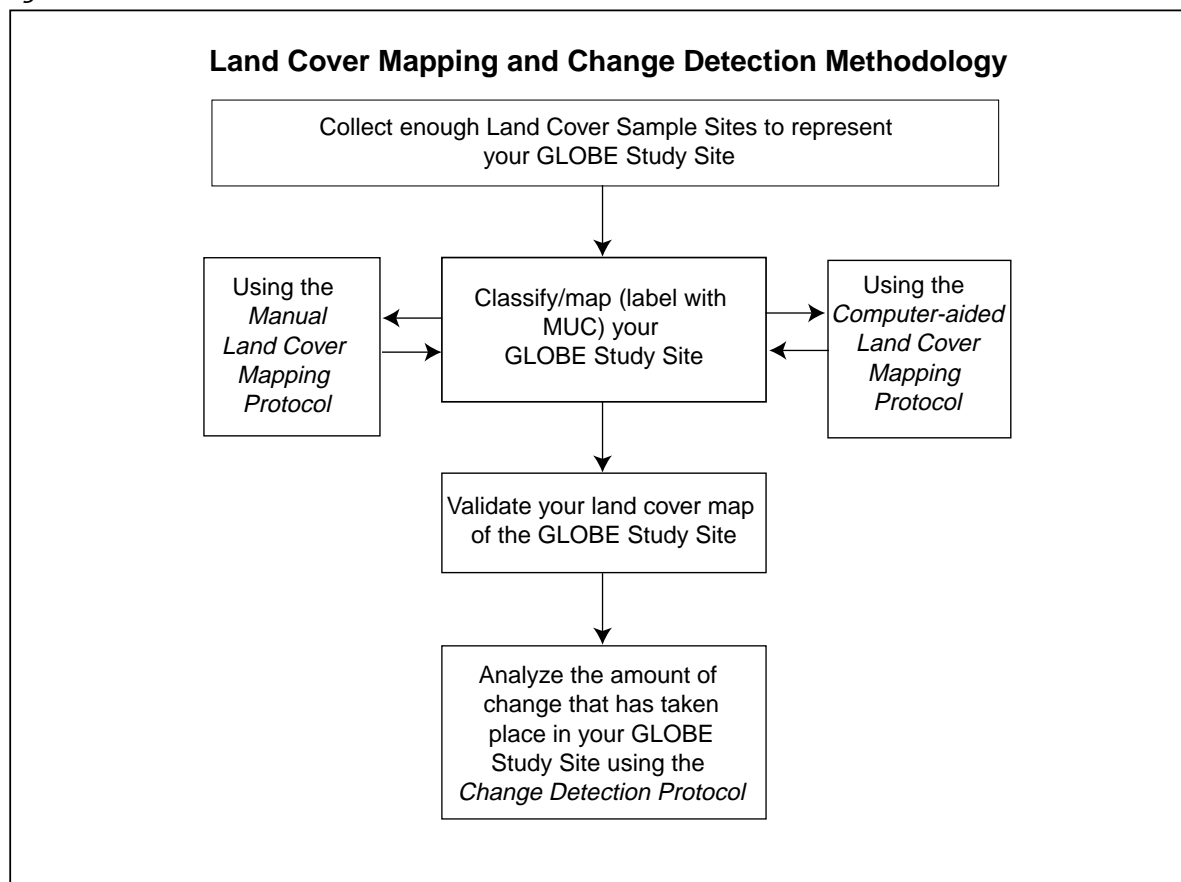 Land Cover Mapping and Change Detection Methodology
Collect enough Land Cover Sample Sites to represent
your GLOBE Study Site
Using the
Manual
Land Cover
Mapping
Protocol
Classify/map (label with
MUC) your
GLOBE Study Site
Using the
Computer-aided
Land Cover
Mapping
Protocol
Validate your land cover map
of the GLOBE Study Site
Analyze the amount of
change that has taken
place in your GLOBE
Study Site using the
Change Detection Protocol